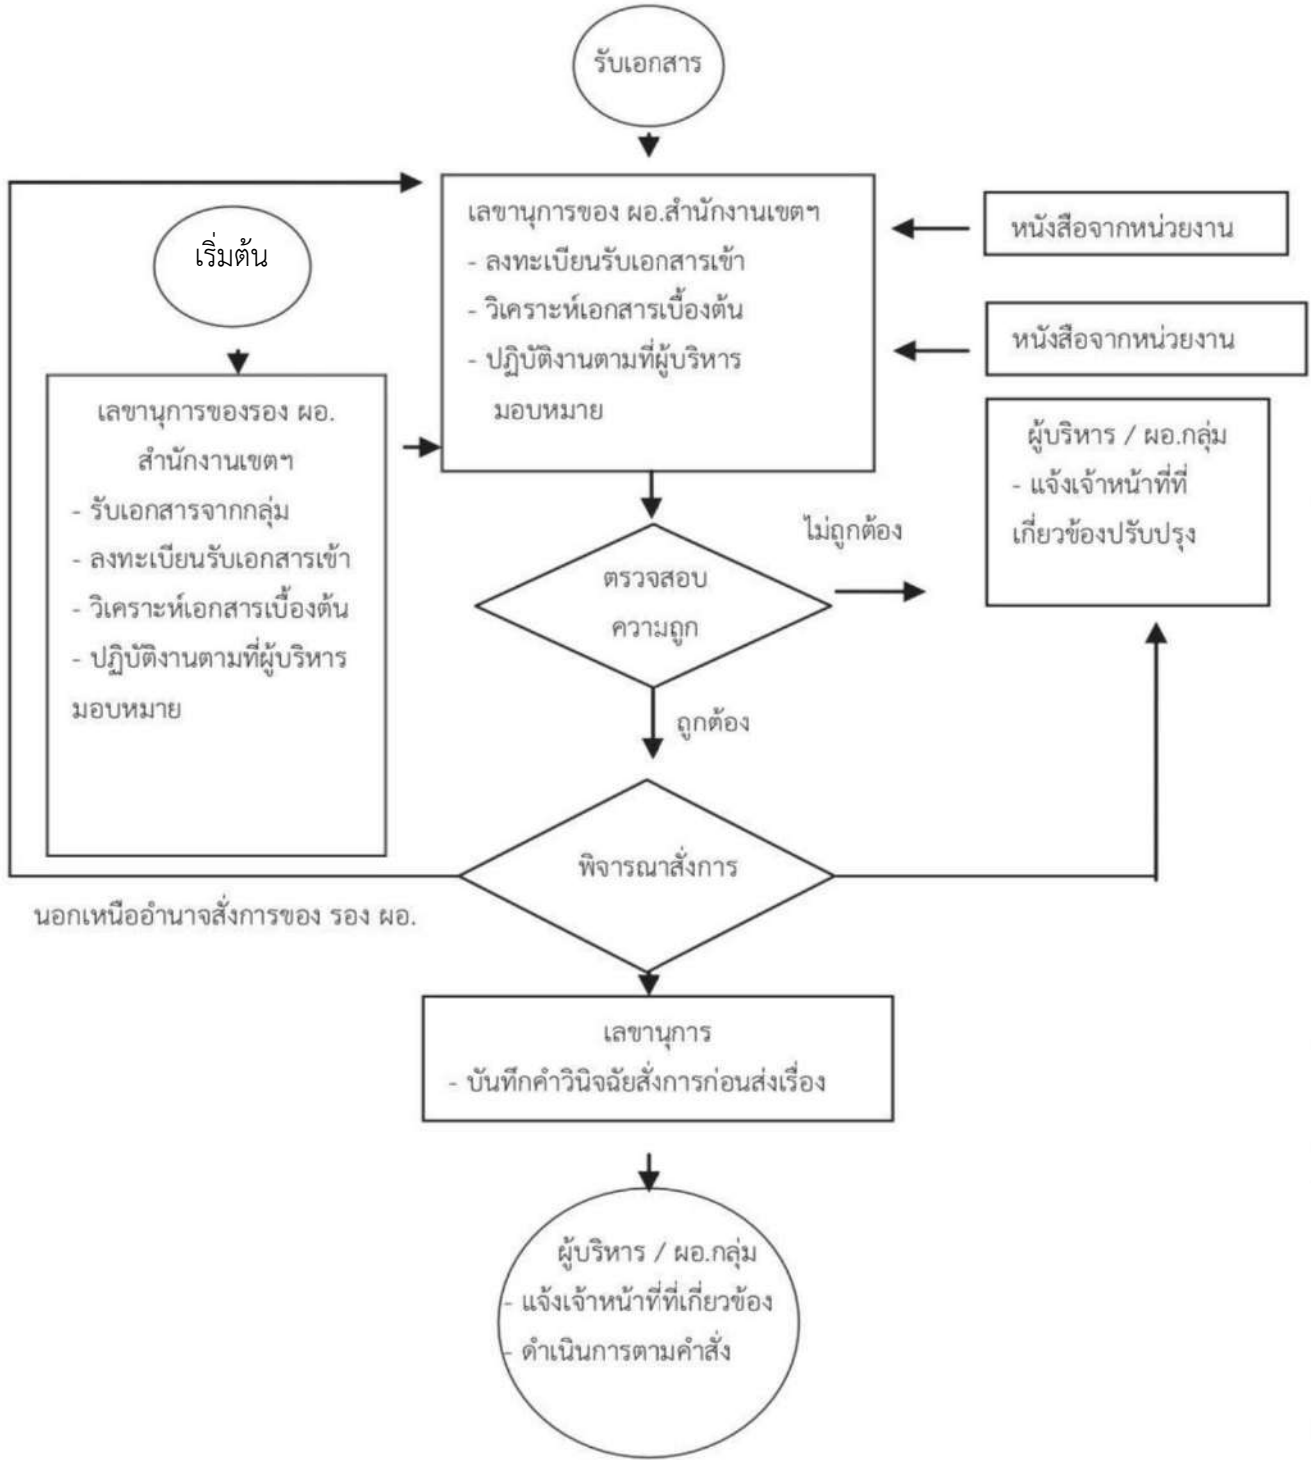 รับเอกสาร
เริ่มต้น
เลขานุการของ ผอ.สำนักงานเขตฯ
- ลงทะเบียนรับเอกสารเข้า
- วิเคราะห์เอกสารเบื้องต้น
- ปฏิบัติงานตามที่ผู้บริหาร
มอบหมาย
หนังสือจากหน่วยงาน
หนังสือจากหน่วยงาน
เลขานุการของรอง ผอ.
สำนักงานเขตฯ
- รับเอกสารจากกลุ่ม
- ลงทะเบียนรับเอกสารเข้า
- วิเคราะห์เอกสารเบื้องต้น
- ปฏิบัติงานตามที่ผู้บริหาร
มอบหมาย
ผู้บริหาร / ผอ.กลุ่ม
- แจ้งเจ้าหน้าที่ที่
เกี่ยวข้องปรับปรุง
ไม่ถูกต้อง
ตรวจสอบ
ความถูก
ถูกต้อง
พิจารณาสั่งการ
นอกเหนืออำนาจสั่งการของ รอง ผอ.
เลขานุการ
- บันทึกคำวินิจฉัยสั่งการก่อนส่งเรื่อง
ผู้บริหาร / ผอ.กลุ่ม
- แจ้งเจ้าหน้าที่ที่เกี่ยวข้อง
- ดำเนินการตามคำสั่ง